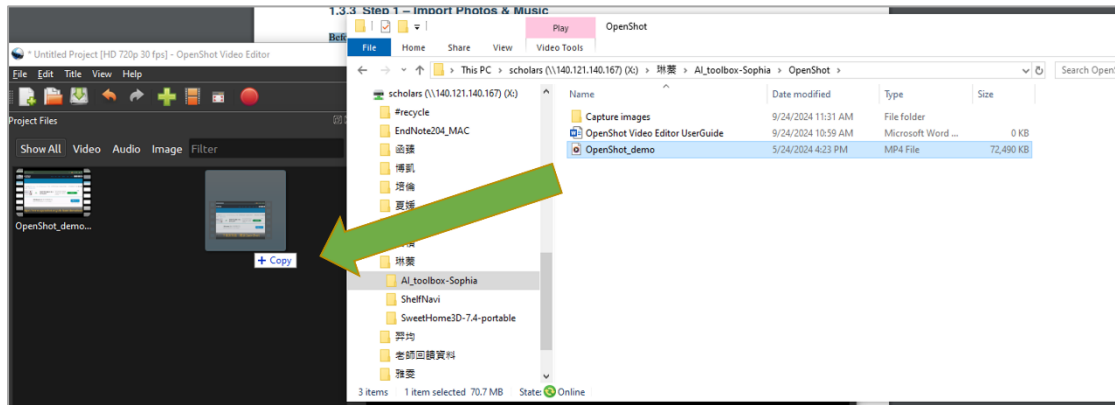 1.3.3 Step 1 – Import Photos & Music
* Untitled Project [HD 720p 30 fps] - OpenShot Video Editor
File Edit Title View Help
Project Files
Show All Video Audio Image Filter
OpenShot_demo...
+ Copy
Play OpenShot
File Home Share View Video Tools
> This PC > scholars (\\140.121.140.167) (X:) > 琳薆 > AI_toolbox-Sophia > OpenShot >
Search OpenS
scholars (\\140.121.140.167) (X:)
#recycle
EndNote204_MAC
函臻
博凱
培倫
夏媛
AI_toolbox-Sophia
ShelfNavi
SweetHome3D-7.4-portable
羿均
老師回饋資料
雅雯
Name Date modified Type Size
Capture images 9/24/2024 11:31 AM File folder
OpenShot Video Editor UserGuide 9/24/2024 10:59 AM Microsoft Word ... 0 KB
OpenShot_demo 5/24/2024 4:23 PM MP4 File 72,490 KB
3 items 1 item selected 70.7 MB State: Online